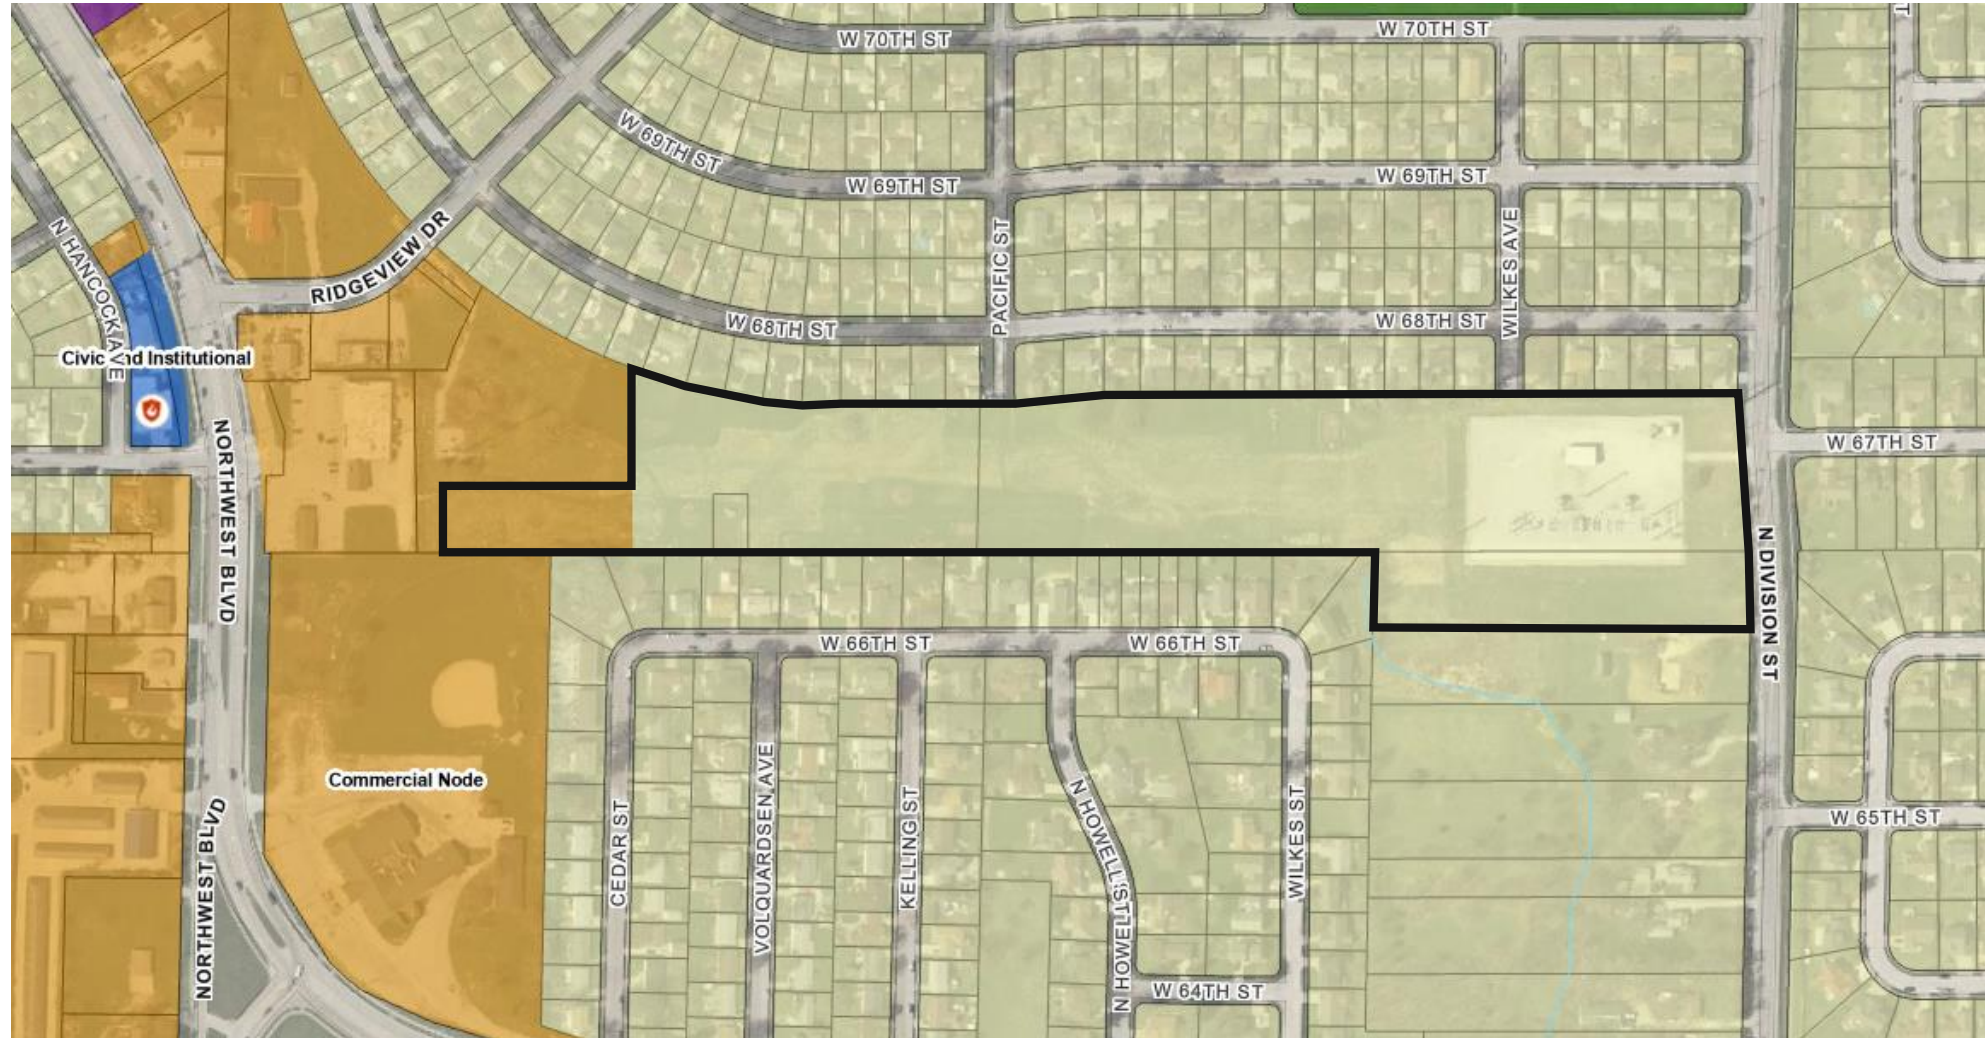 W 70TH ST
W 70TH ST
W 69TH ST
W 69TH ST
W 69TH ST
N HANCOCK AVE
RIDGEVIEW DR
PACIFIC ST
WILKES AVE
W 68TH ST
W 68TH ST
Civic and Institutional
NORTHWEST BLVD
W 67TH ST
N DIVISION ST
W 66TH ST
W 66TH ST
Commercial Node
NORTHWEST BLVD
CEDAR ST
VOLQUARDSEN AVE
KELLING ST
N HOWELL ST
WILKES ST
W 65TH ST
N HOWELL ST
W 64TH ST